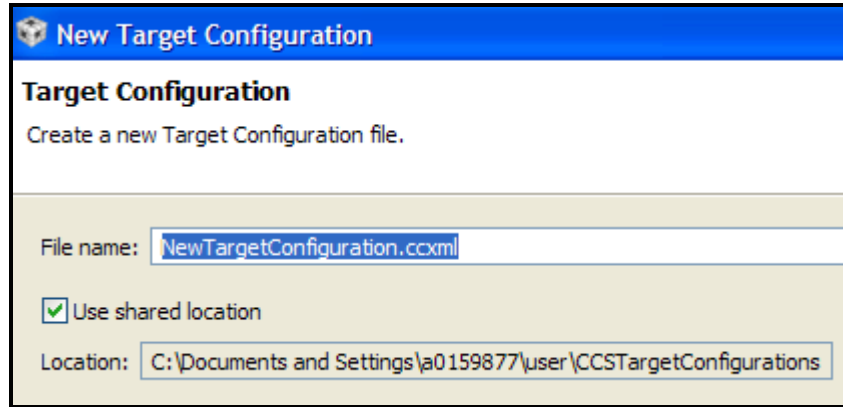 New Target Configuration
Target Configuration
Create a new Target Configuration file.
File name: NewTargetConfiguration.ccxml
Use shared location
Location: C:\Documents and Settings\a0159877\user\CCSTargetConfigurations